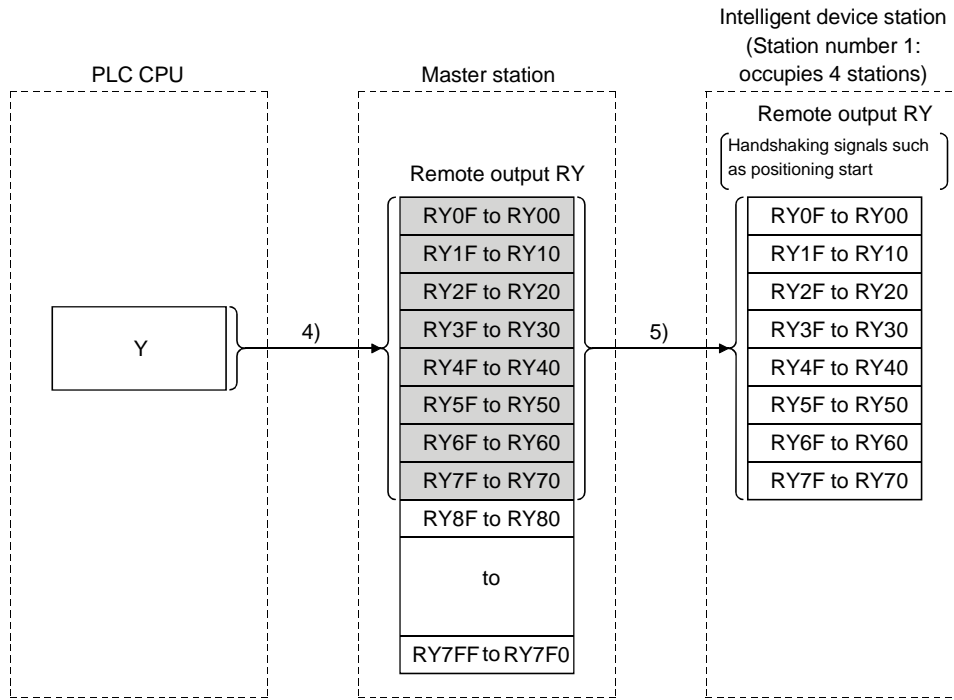 PLC CPU
Master station
Intelligent device station
(Station number 1:
occupies 4 stations)
Remote output RY
Handshaking signals such
as positioning start
Remote output RY
Y
4)
RY0F to RY00
RY1F to RY10
RY2F to RY20
RY3F to RY30
RY4F to RY40
RY5F to RY50
RY6F to RY60
RY7F to RY70
RY8F to RY80
to
RY7FF to RY7F0
5)
RY0F to RY00
RY1F to RY10
RY2F to RY20
RY3F to RY30
RY4F to RY40
RY5F to RY50
RY6F to RY60
RY7F to RY70